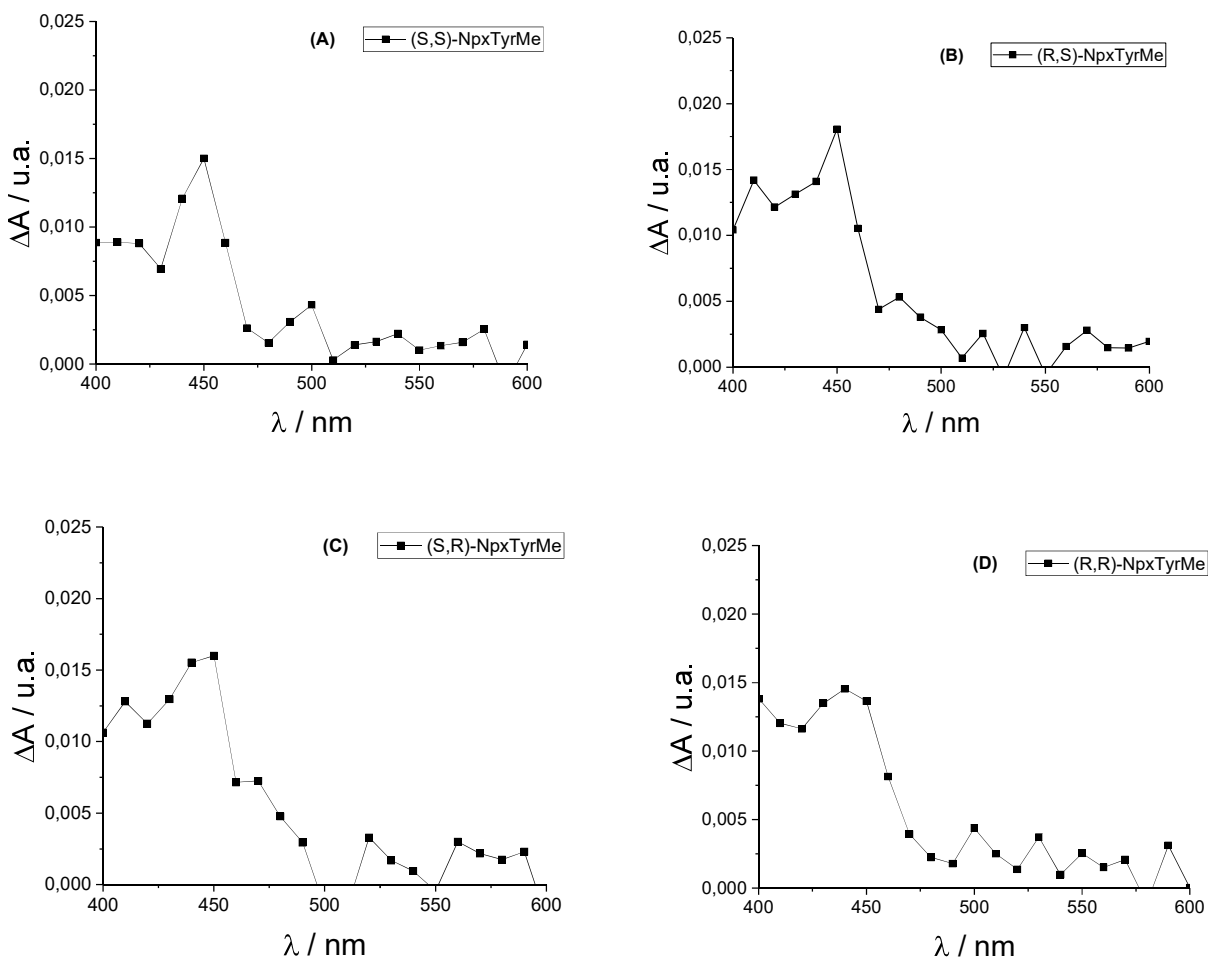 (A) (S,S)-NpxTyrMe
0,025
0,020
0,015
0,010
0,005
0,000
ΔA / u.a.
400 450 500 550 600
λ / nm
(B) (R,S)-NpxTyrMe
0,025
0,020
0,015
0,010
0,005
0,000
ΔA / u.a.
400 450 500 550 600
λ / nm
(C) (S,R)-NpxTyrMe
0,025
0,020
0,015
0,010
0,005
0,000
ΔA / u.a.
400 450 500 550 600
λ / nm
(D) (R,R)-NpxTyrMe
0,025
0,020
0,015
0,010
0,005
0,000
ΔA / u.a.
400 450 500 550 600
λ / nm